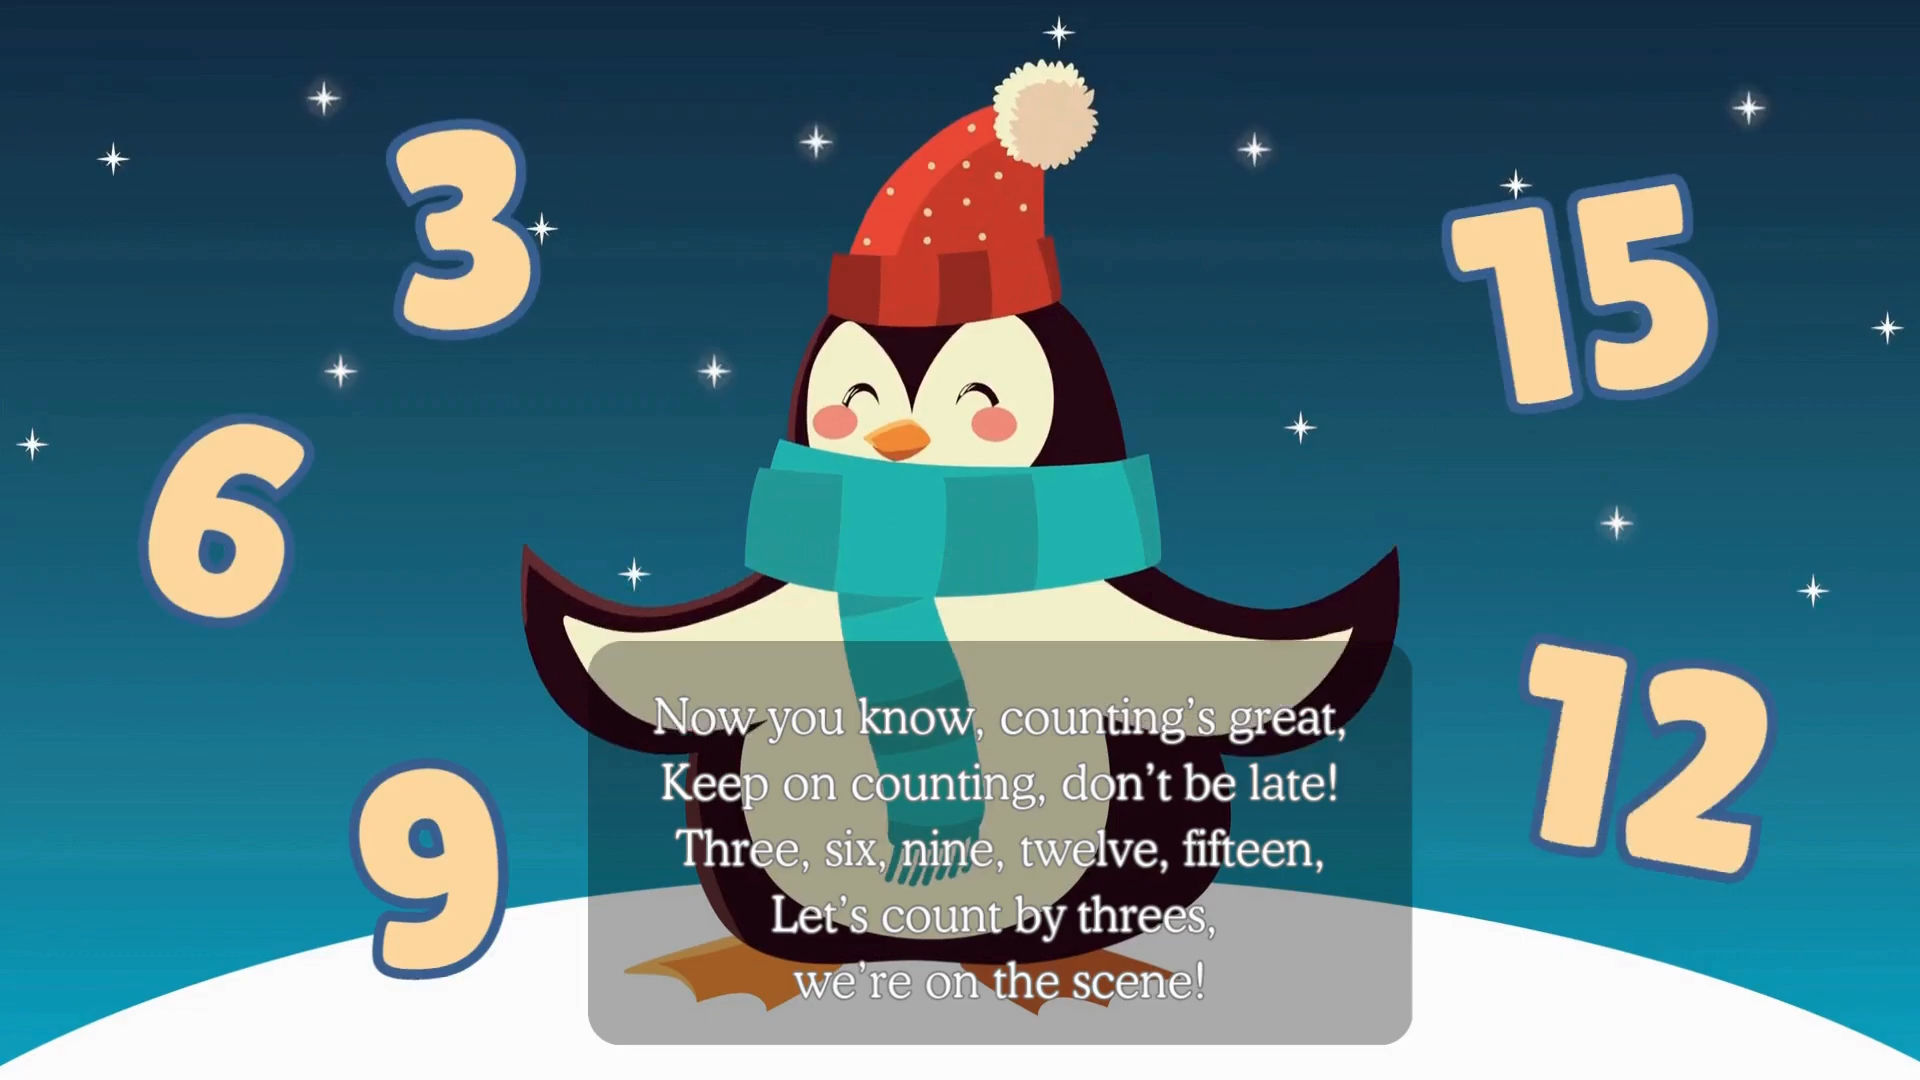 3
15
6
12
9
Now you know, counting’s great,
Keep on counting, don’t be late!
Three, six, nine, twelve, fifteen,
Let’s count by threes,
we’re on the scene!